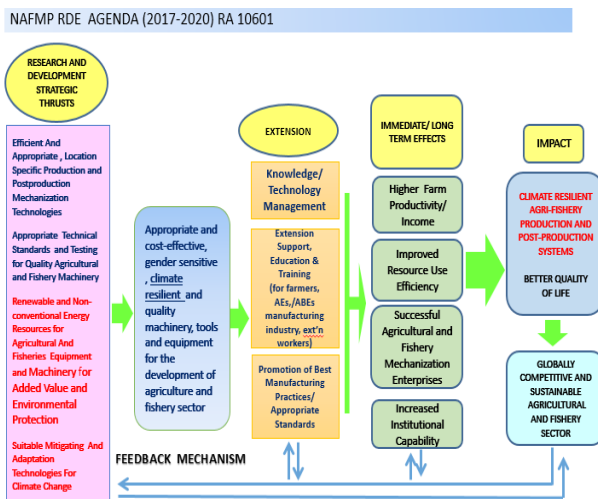 NAFMP RDE AGENDA (2017-2020) RA 10601
RESEARCH AND
DEVELOPMENT
STRATEGIC
THRUSTS
Efficient And
Appropriate , Location
Specific Production and
Postproduction
Mechanization
Technologies
Appropriate Technical
Standards and Testing
for Quality Agricultural
and Fishery Machinery
Renewable and Non-
conventional Energy
Resources for
Agricultural And
Fisheries Equipment
and Machinery for
Added Value and
Environmental
Protection
Suitable Mitigating And
Adaptation
Technologies For
Climate Change
Appropriate and
cost-effective,
gender sensitive
, climate
resilient and
quality
machinery, tools
and equipment
for the
development of
agriculture and
fishery sector
EXTENSION
Knowledge/
Technology
Management
Extension
Support,
Education &
Training
(for farmers,
AEs,/ABEs
manufacturing
industry, ext'n
workers)
Promotion of Best
Manufacturing
Practices/
Appropriate
Standards
IMMEDIATE/ LONG
TERM EFFECTS
Higher Farm
Productivity/
Income
Improved
Resource Use
Efficiency
Successful
Agricultural and
Fishery
Mechanization
Enterprises
Increased
Institutional
Capability
IMPACT
CLIMATE RESILIENT
AGRI-FISHERY
PRODUCTION AND
POST-PRODUCTION
SYSTEMS
BETTER QUALITY
OF LIFE
GLOBALLY
COMPETITIVE AND
SUSTAINABLE
AGRICULTURAL
AND FISHERY
SECTOR
FEEDBACK MECHANISM